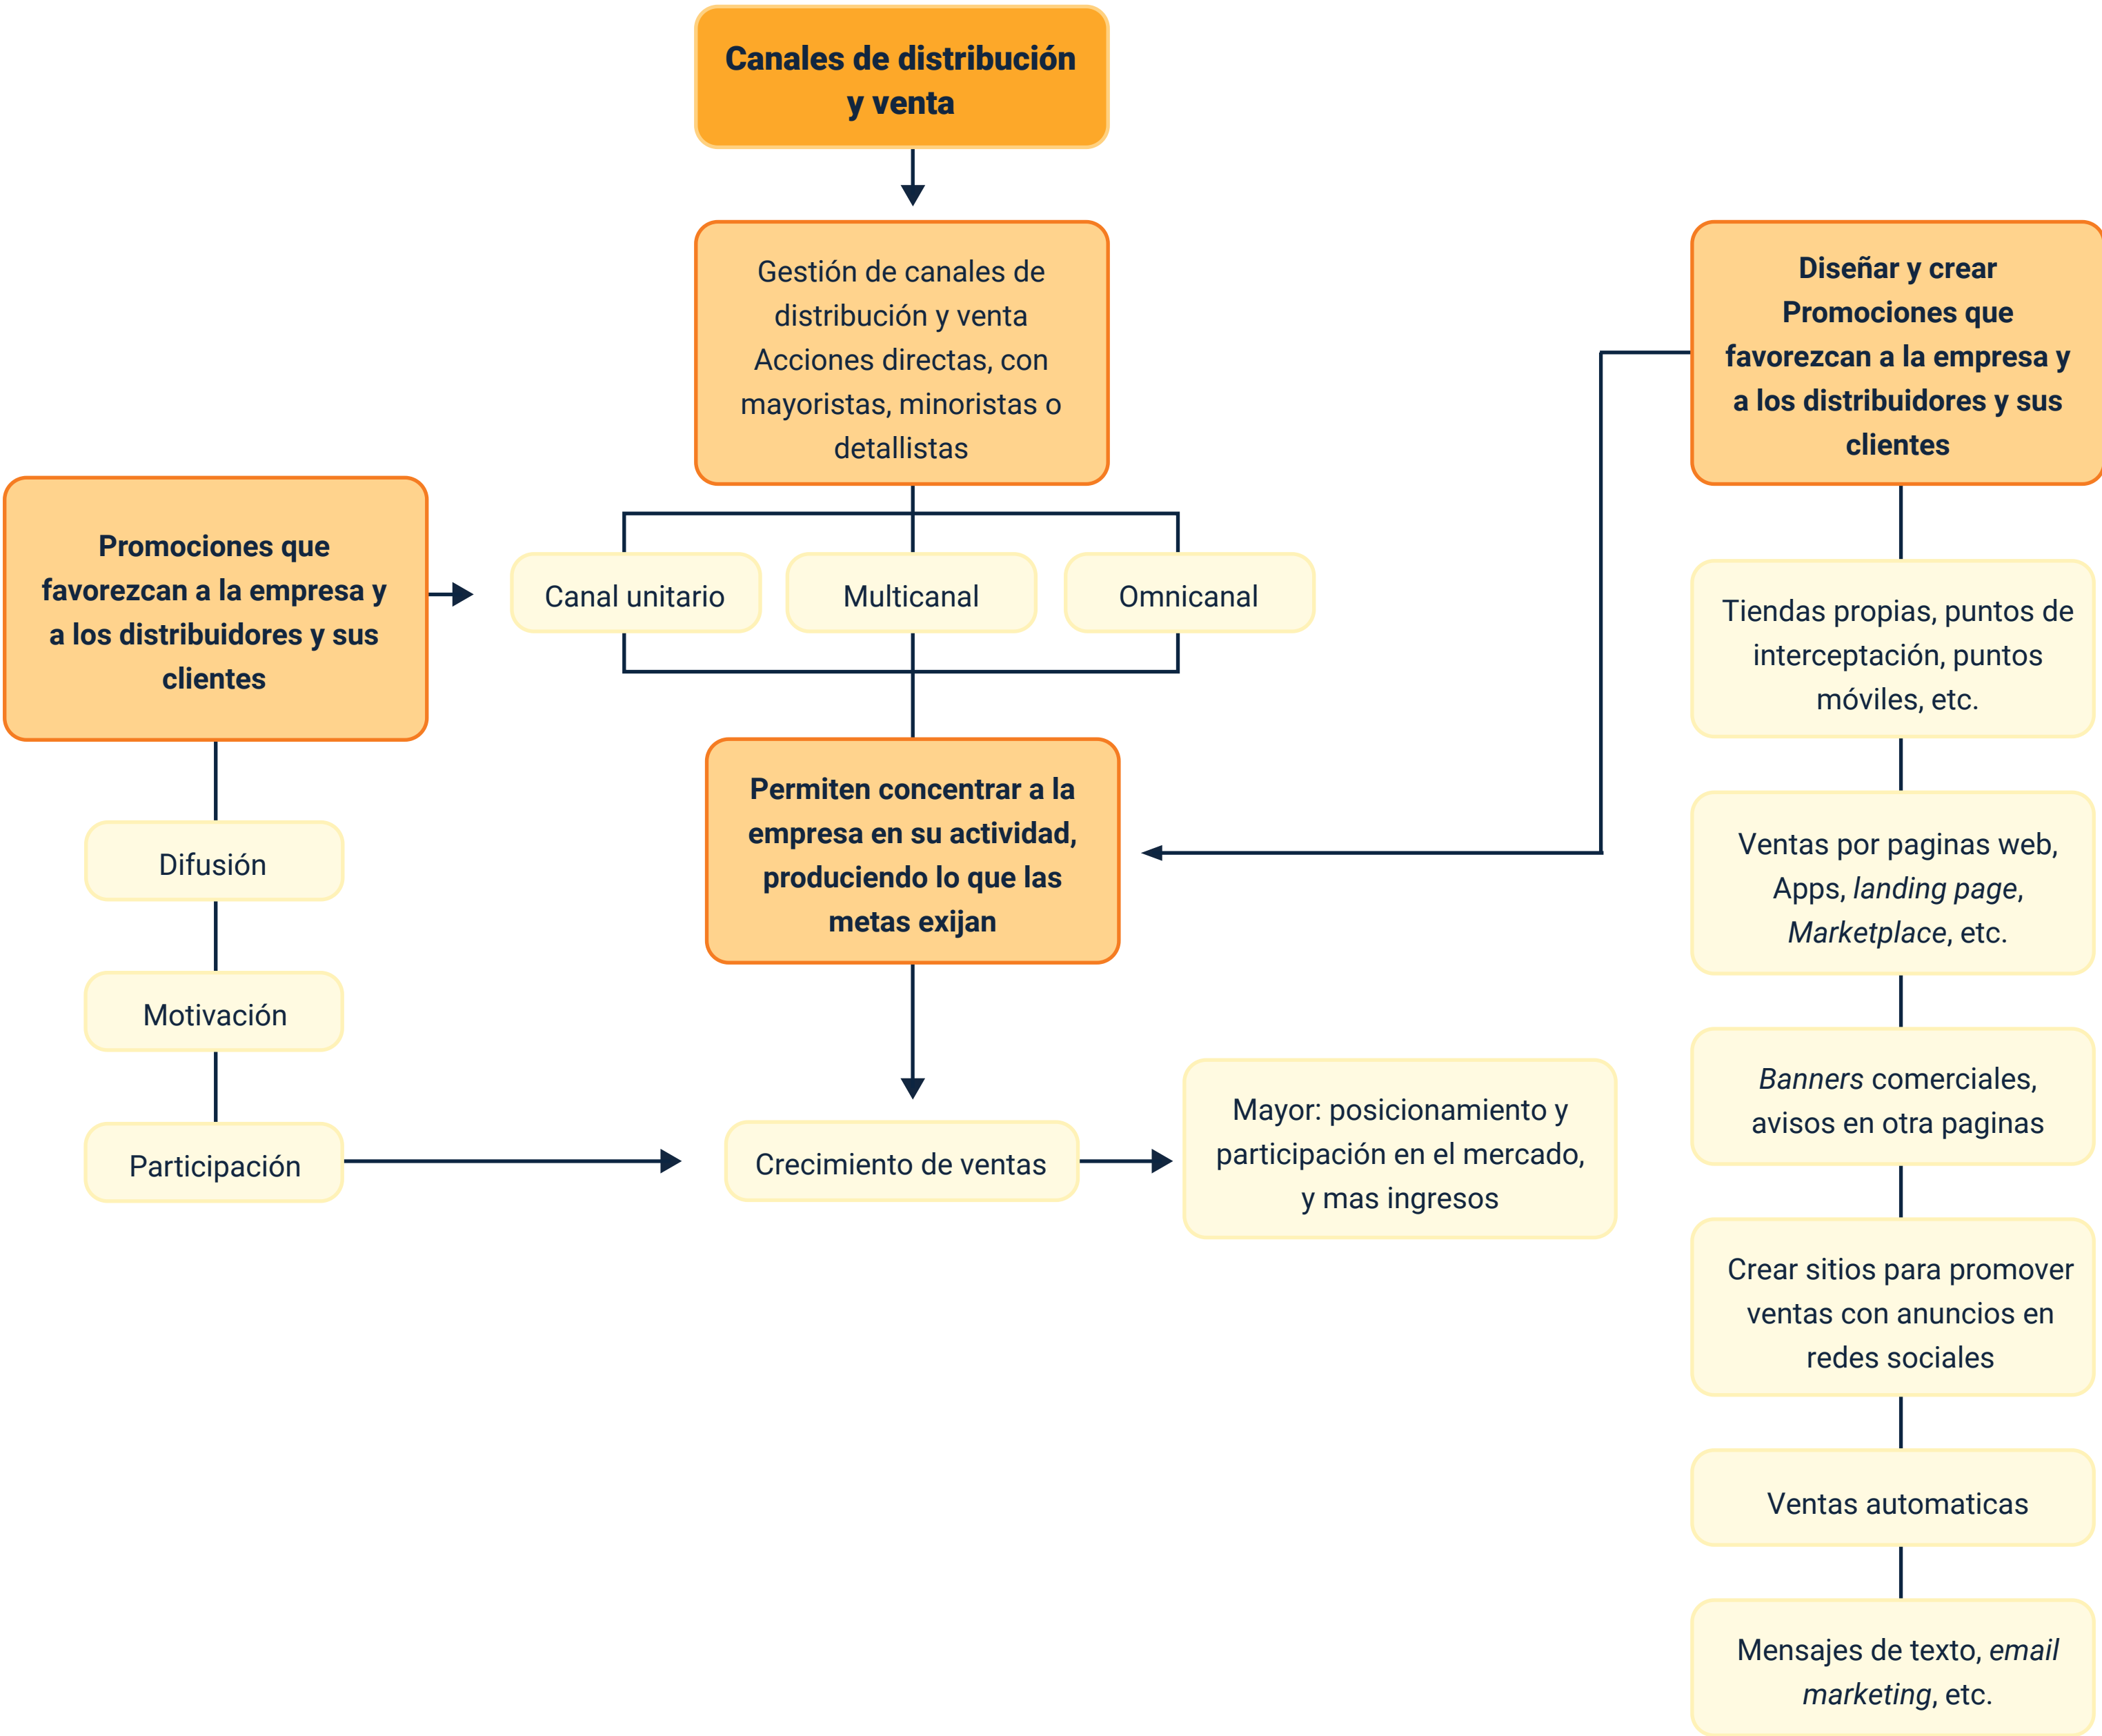 Canales de distribución
y venta
Gestión de canales de
distribución y venta
Acciones directas, con
mayoristas, minoristas o
detallistas
Diseñar y crear
Promociones que
favorezcan a la empresa y
a los distribuidores y sus
clientes
Promociones que
favorezcan a la empresa y
a los distribuidores y sus
clientes
Canal unitario
Multicanal
Omnicanal
Tiendas propias, puntos de
interceptación, puntos
móviles, etc.
Permiten concentrar a la
empresa en su actividad,
produciendo lo que las
metas exijan
Ventas por paginas web,
Apps, landing page,
Marketplace, etc.
Difusión
Motivación
Participación
Crecimiento de ventas
Mayor: posicionamiento y
participación en el mercado,
y mas ingresos
Banners comerciales,
avisos en otra paginas
Crear sitios para promover
ventas con anuncios en
redes sociales
Ventas automaticas
Mensajes de texto, email
marketing, etc.